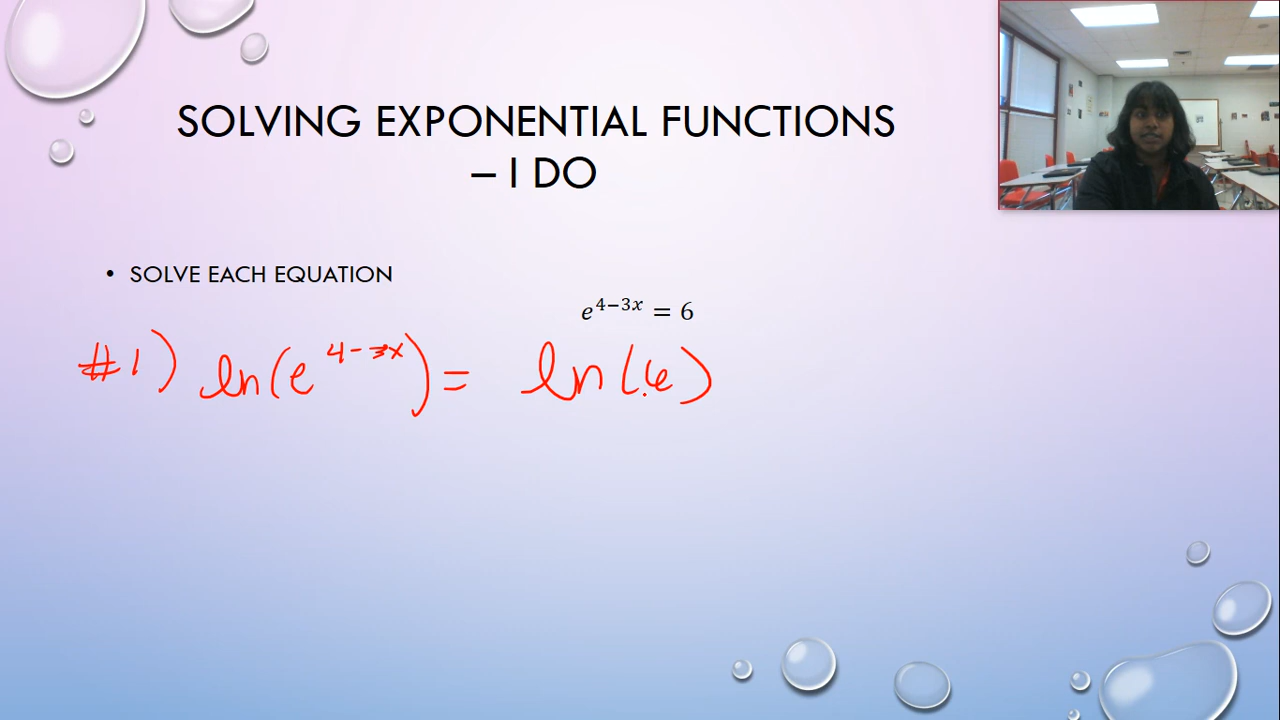 SOLVING EXPONENTIAL FUNCTIONS
– I DO
• SOLVE EACH EQUATION
e^{4−3x} = 6
#1) ln(e^{4-3x}) = ln(6)